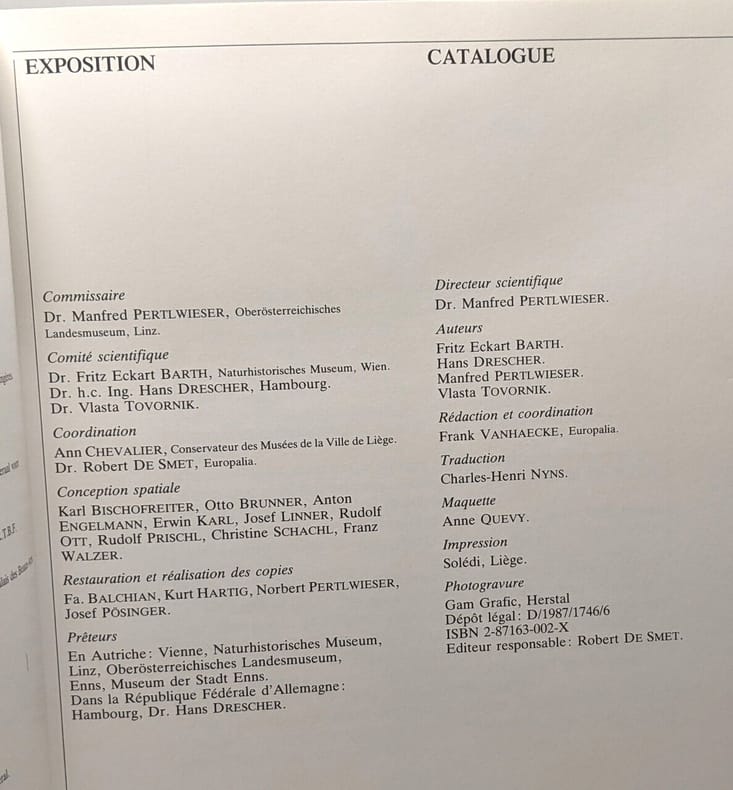 EXPOSITION
Commissaire
Dr. Manfred PERTLWIESER, Oberösterreichisches
Landesmuseum, Linz.
Comité scientifique
Dr. Fritz Eckart BARTH, Naturhistorisches Museum, Wien.
Dr. h.c. Ing. Hans DRESCHER, Hambourg.
Dr. Vlasta TOVORNIK.
Coordination
Ann CHEVALIER, Conservateur des Musées de la Ville de Liège.
Dr. Robert DE SMET, Europalia.
Conception spatiale
Karl BISCHOFREITER, Otto BRUNNER, Anton
ENGELMANN, Erwin KARL, Josef LINNER, Rudolf
OTT, Rudolf PRISCHL, Christine SCHACHL, Franz
WALZER.
Restauration et réalisation des copies
Fa. BALCHIAN, Kurt HARTIG, Norbert PERTLWIESER,
Josef PÖSINGER.
Prêteurs
En Autriche : Vienne, Naturhistorisches Museum,
Linz, Oberösterreichisches Landesmuseum,
Enns, Museum der Stadt Enns.
Dans la République Fédérale d'Allemagne :
Hambourg, Dr. Hans DRESCHER.
CATALOGUE
Directeur scientifique
Dr. Manfred PERTLWIESER.
Auteurs
Fritz Eckart BARTH.
Hans DRESCHER.
Manfred PERTLWIESER.
Vlasta TOVORNIK.
Rédaction et coordination
Frank VANHAECKE, Europalia.
Traduction
Charles-Henri NYNS.
Maquette
Anne QUEVY.
Impression
Solédi, Liège.
Photogravure
Gam Grafic, Herstal
Dépôt légal : D/1987/1746/6
ISBN 2-87163-002-X
Editeur responsable : Robert DE SMET.